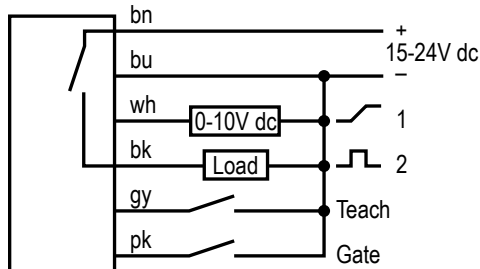 bn
+
15-24V dc
bu
–
wh
0-10V dc
1
bk
Load
2
gy
Teach
pk
Gate